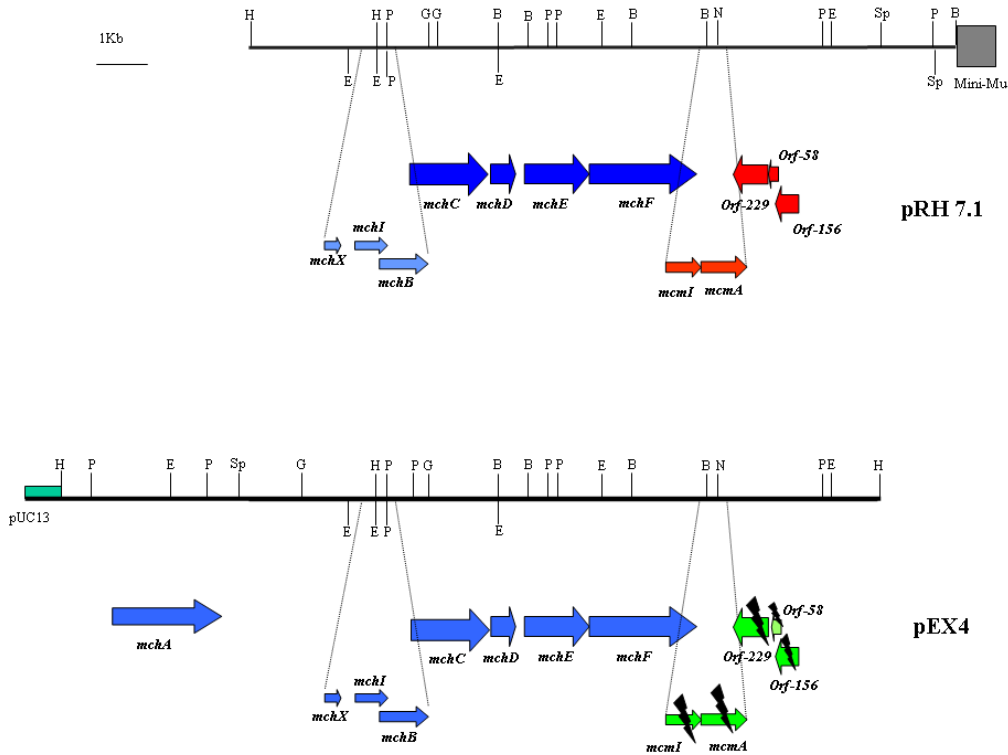 H H P G G B B P P E B B N P E Sp P B
1Kb
E E P E Sp Mini-Mu
Orf-58
mchC mchD mchE mchF Orf-229
pRH 7.1
mchI Orf-156
mchX mchB mcmI mcmA
H P E P Sp G H P P G B B P P E B B N P E H
pUC13
E E P E
Orf-58
pEX4
mchA mchC mchD mchE mchF Orf-229
mchI Orf-156
mchX mchB mcmI mcmA